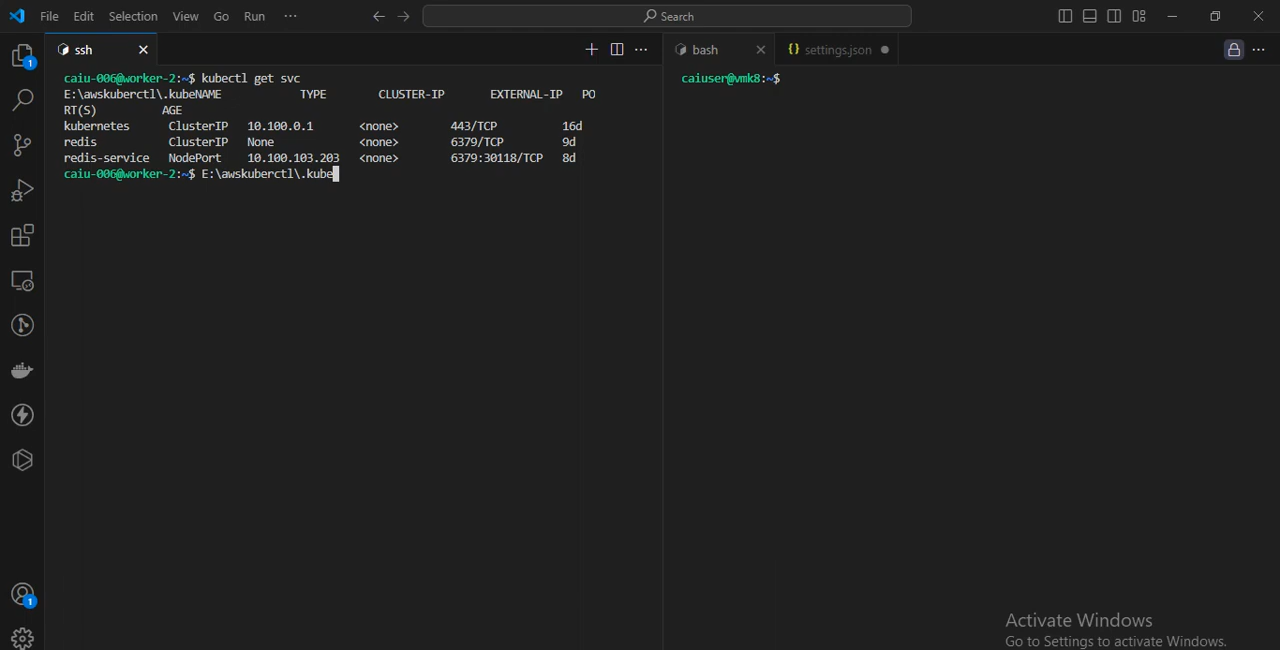 File Edit Selection View Go Run ··· Search
ssh
bash
{} settings.json
1
caiu-006@worker-2:~$ kubectl get svc
E:\awskuberctl\.kubeNAME TYPE CLUSTER-IP EXTERNAL-IP PO
RT(S) AGE
kubernetes ClusterIP 10.100.0.1 <none> 443/TCP 16d
redis ClusterIP None <none> 6379/TCP 9d
redis-service NodePort 10.100.103.203 <none> 6379:30118/TCP 8d
caiu-006@worker-2:~$ E:\awskuberctl\.kube
caiuser@vmk8:~$
1
Activate Windows
Go to Settings to activate Windows.